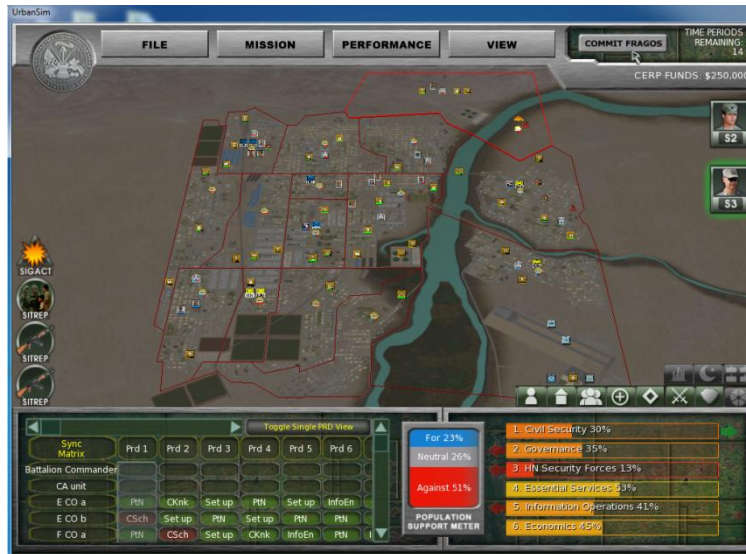 UrbanSim
FILE
MISSION
PERFORMANCE
VIEW
COMMIT FRAGOS
TIME PERIODS
REMAINING:
14
CERP FUNDS: $250,000
S2
S3
SIGACT
SITREP
SITREP
SITREP
Toggle Single PRD View
Sync
Matrix
Prd 1 Prd 2 Prd 3 Prd 4 Prd 5 Prd 6
Battalion Commander
CA unit
E CO a PtN CKnk Set up PtN Set up InfoEn
E CO b CSch Set up PtN Set up PtN PtN
F CO a PtN CSch Set up CKnk InfoEn PtN
For 23%
Neutral 26%
Against 51%
POPULATION
SUPPORT METER
1. Civil Security 30%
2. Governance 35%
3. HN Security Forces 13%
4. Essential Services 53%
5. Information Operations 41%
6. Economics 45%